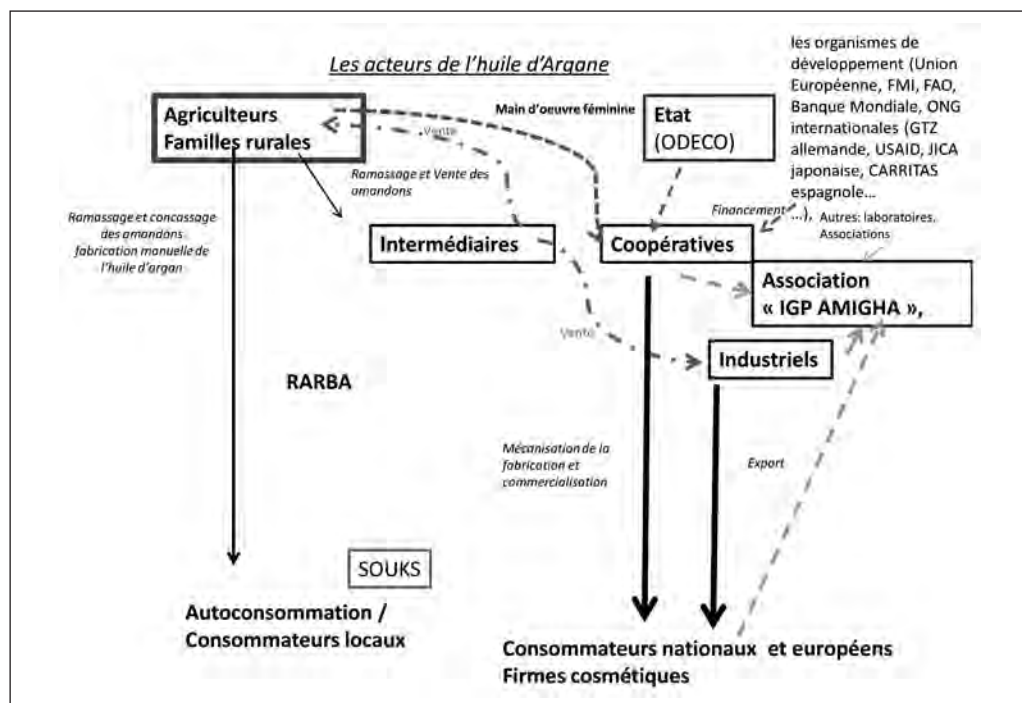 Les acteurs de l'huile d'Argane
les organismes de
développement (Union
Européenne, FMI, FAO,
Banque Mondiale, ONG
internationales (GTZ
allemande, USAID, JICA
japonaise, CARRITAS
espagnole…
…),
Autres: laboratoires,
Associations
Agriculteurs
Familles rurales
Vente
Main d'oeuvre féminine
Etat
(ODECO)
Ramassage et Vente des
amandons
Ramassage et concassage
des amandons
fabrication manuelle de
l'huile d'argan
Financement
Intermédiaires
Coopératives
Association
« IGP AMIGHA »,
Vente
Industriels
RARBA
Mécanisation de la
fabrication et
commercialisation
Export
SOUKS
Autoconsommation /
Consommateurs locaux
Consommateurs nationaux et européens
Firmes cosmétiques